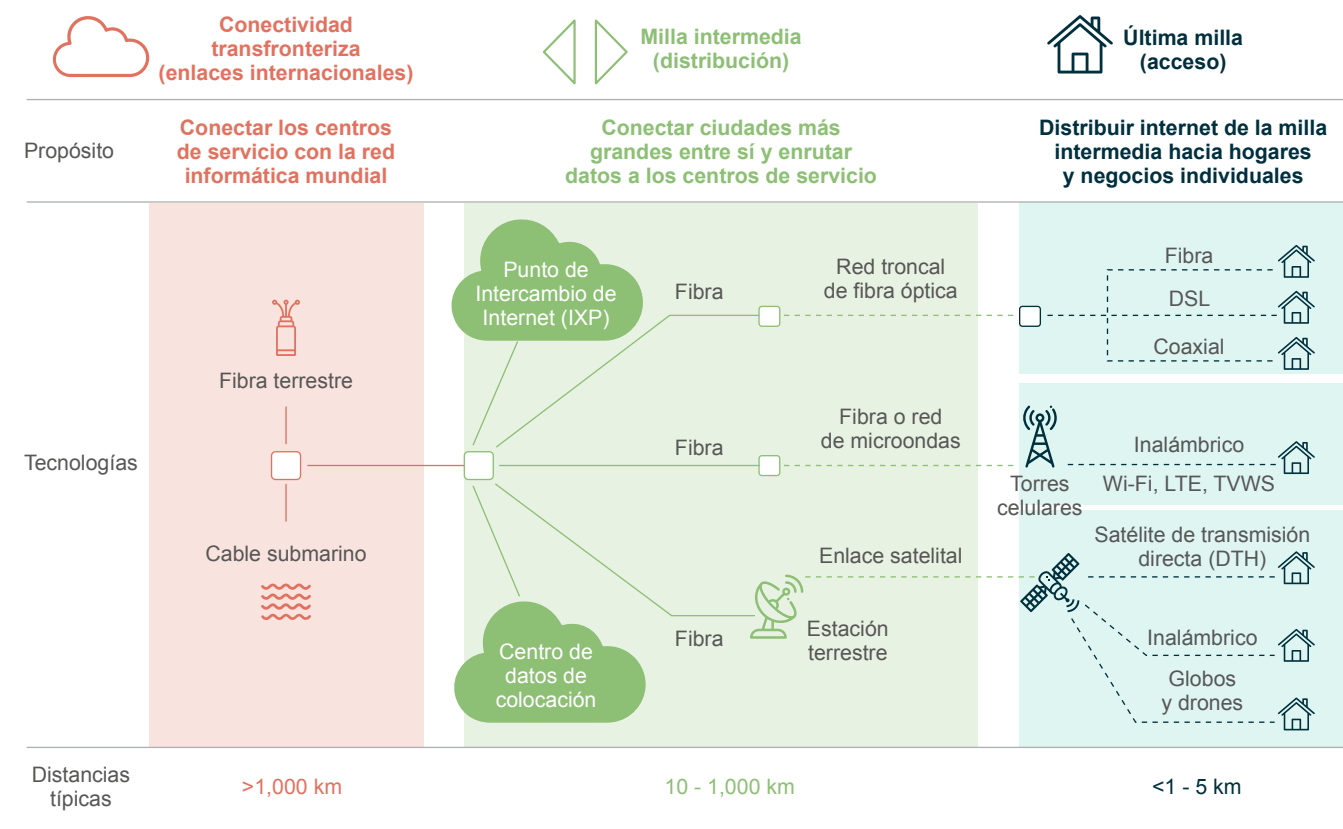 Conectividad
transfronteriza
(enlaces internacionales)
Milla intermedia
(distribución)
Última milla
(acceso)
Propósito
Conectar los centros
de servicio con la red
informática mundial
Conectar ciudades más
grandes entre sí y enrutar
datos a los centros de servicio
Distribuir internet de la milla
intermedia hacia hogares
y negocios individuales
Tecnologías
Fibra terrestre
Cable submarino
Punto de
Intercambio de
Internet (IXP)
Fibra
Red troncal
de fibra óptica
Fibra
Fibra o red
de microondas
Enlace satelital
Fibra
Estación
terrestre
Centro de
datos de
colocación
Fibra
DSL
Coaxial
Torres
celulares
Inalámbrico
Wi-Fi, LTE, TVWS
Satélite de transmisión
directa (DTH)
Inalámbrico
Globos
y drones
Distancias
típicas
>1,000 km
10 - 1,000 km
<1 - 5 km